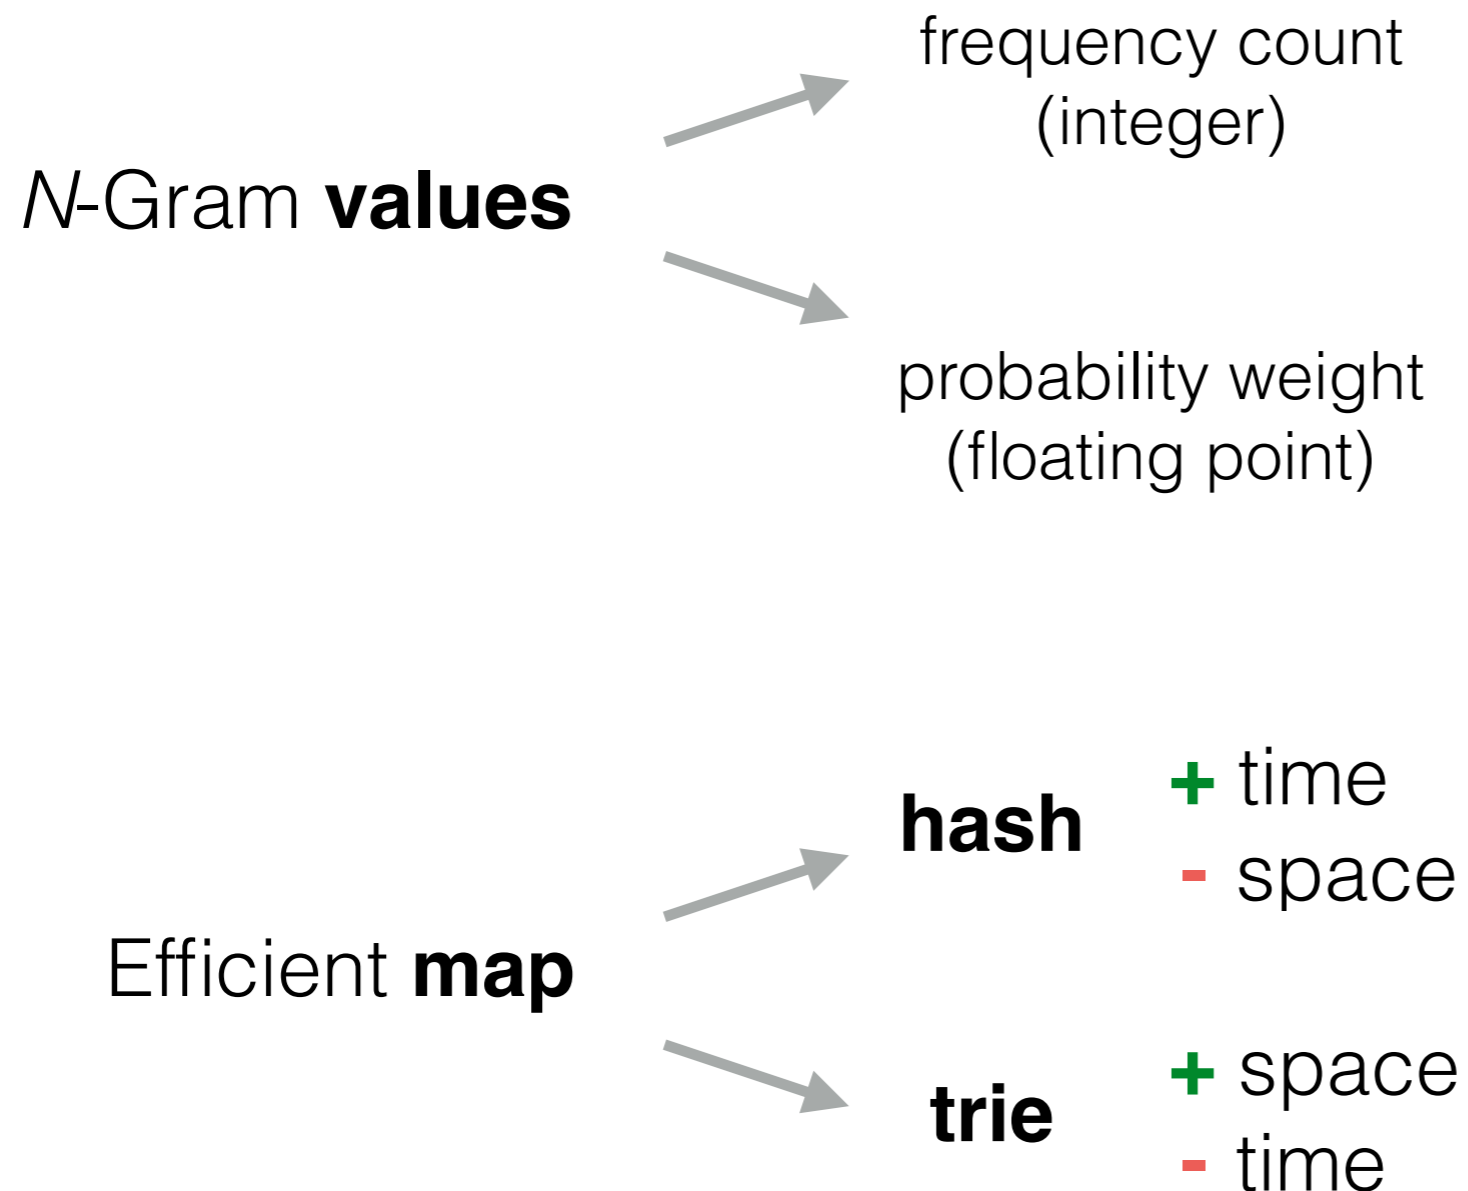 frequency count
(integer)
N-Gram values
probability weight
(floating point)
hash
+ time
- space
Efficient map
trie
+ space
- time